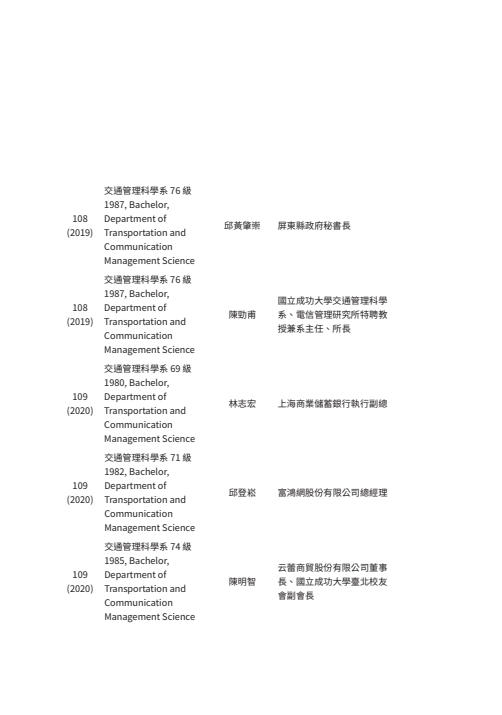 交通管理科學系 76 級
1987, Bachelor,
108
(2019)
Department of
Transportation and
Communication
Management Science
邱黃肇崇
屏東縣政府秘書長
交通管理科學系 76 級
1987, Bachelor,
108
(2019)
Department of
Transportation and
Communication
Management Science
陳勁甫
國立成功大學交通管理科學
系、電信管理研究所特聘教
授兼系主任、所長
交通管理科學系 69 級
1980, Bachelor,
109
(2020)
Department of
Transportation and
Communication
Management Science
林志宏
上海商業儲蓄銀行執行副總
交通管理科學系 71 級
1982, Bachelor,
109
(2020)
Department of
Transportation and
Communication
Management Science
邱登崧
富鴻網股份有限公司總經理
交通管理科學系 74 級
1985, Bachelor,
109
(2020)
Department of
Transportation and
Communication
Management Science
陳明智
云蕾商貿股份有限公司董事
長、國立成功大學臺北校友
會副會長